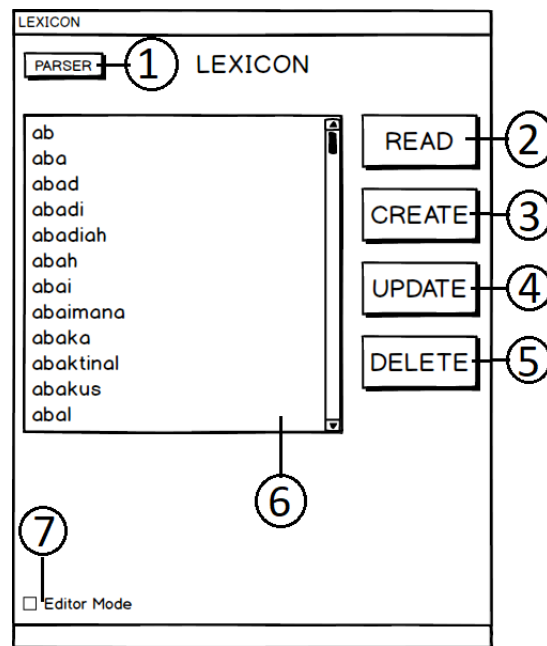 LEXICON
PARSER 1 LEXICON
ab
aba
abad
abadi
abadiah
abah
abai
abaimana
abaka
abaktinal
abakus
abal
READ 2
CREATE 3
UPDATE 4
DELETE 5
6
7
Editor Mode